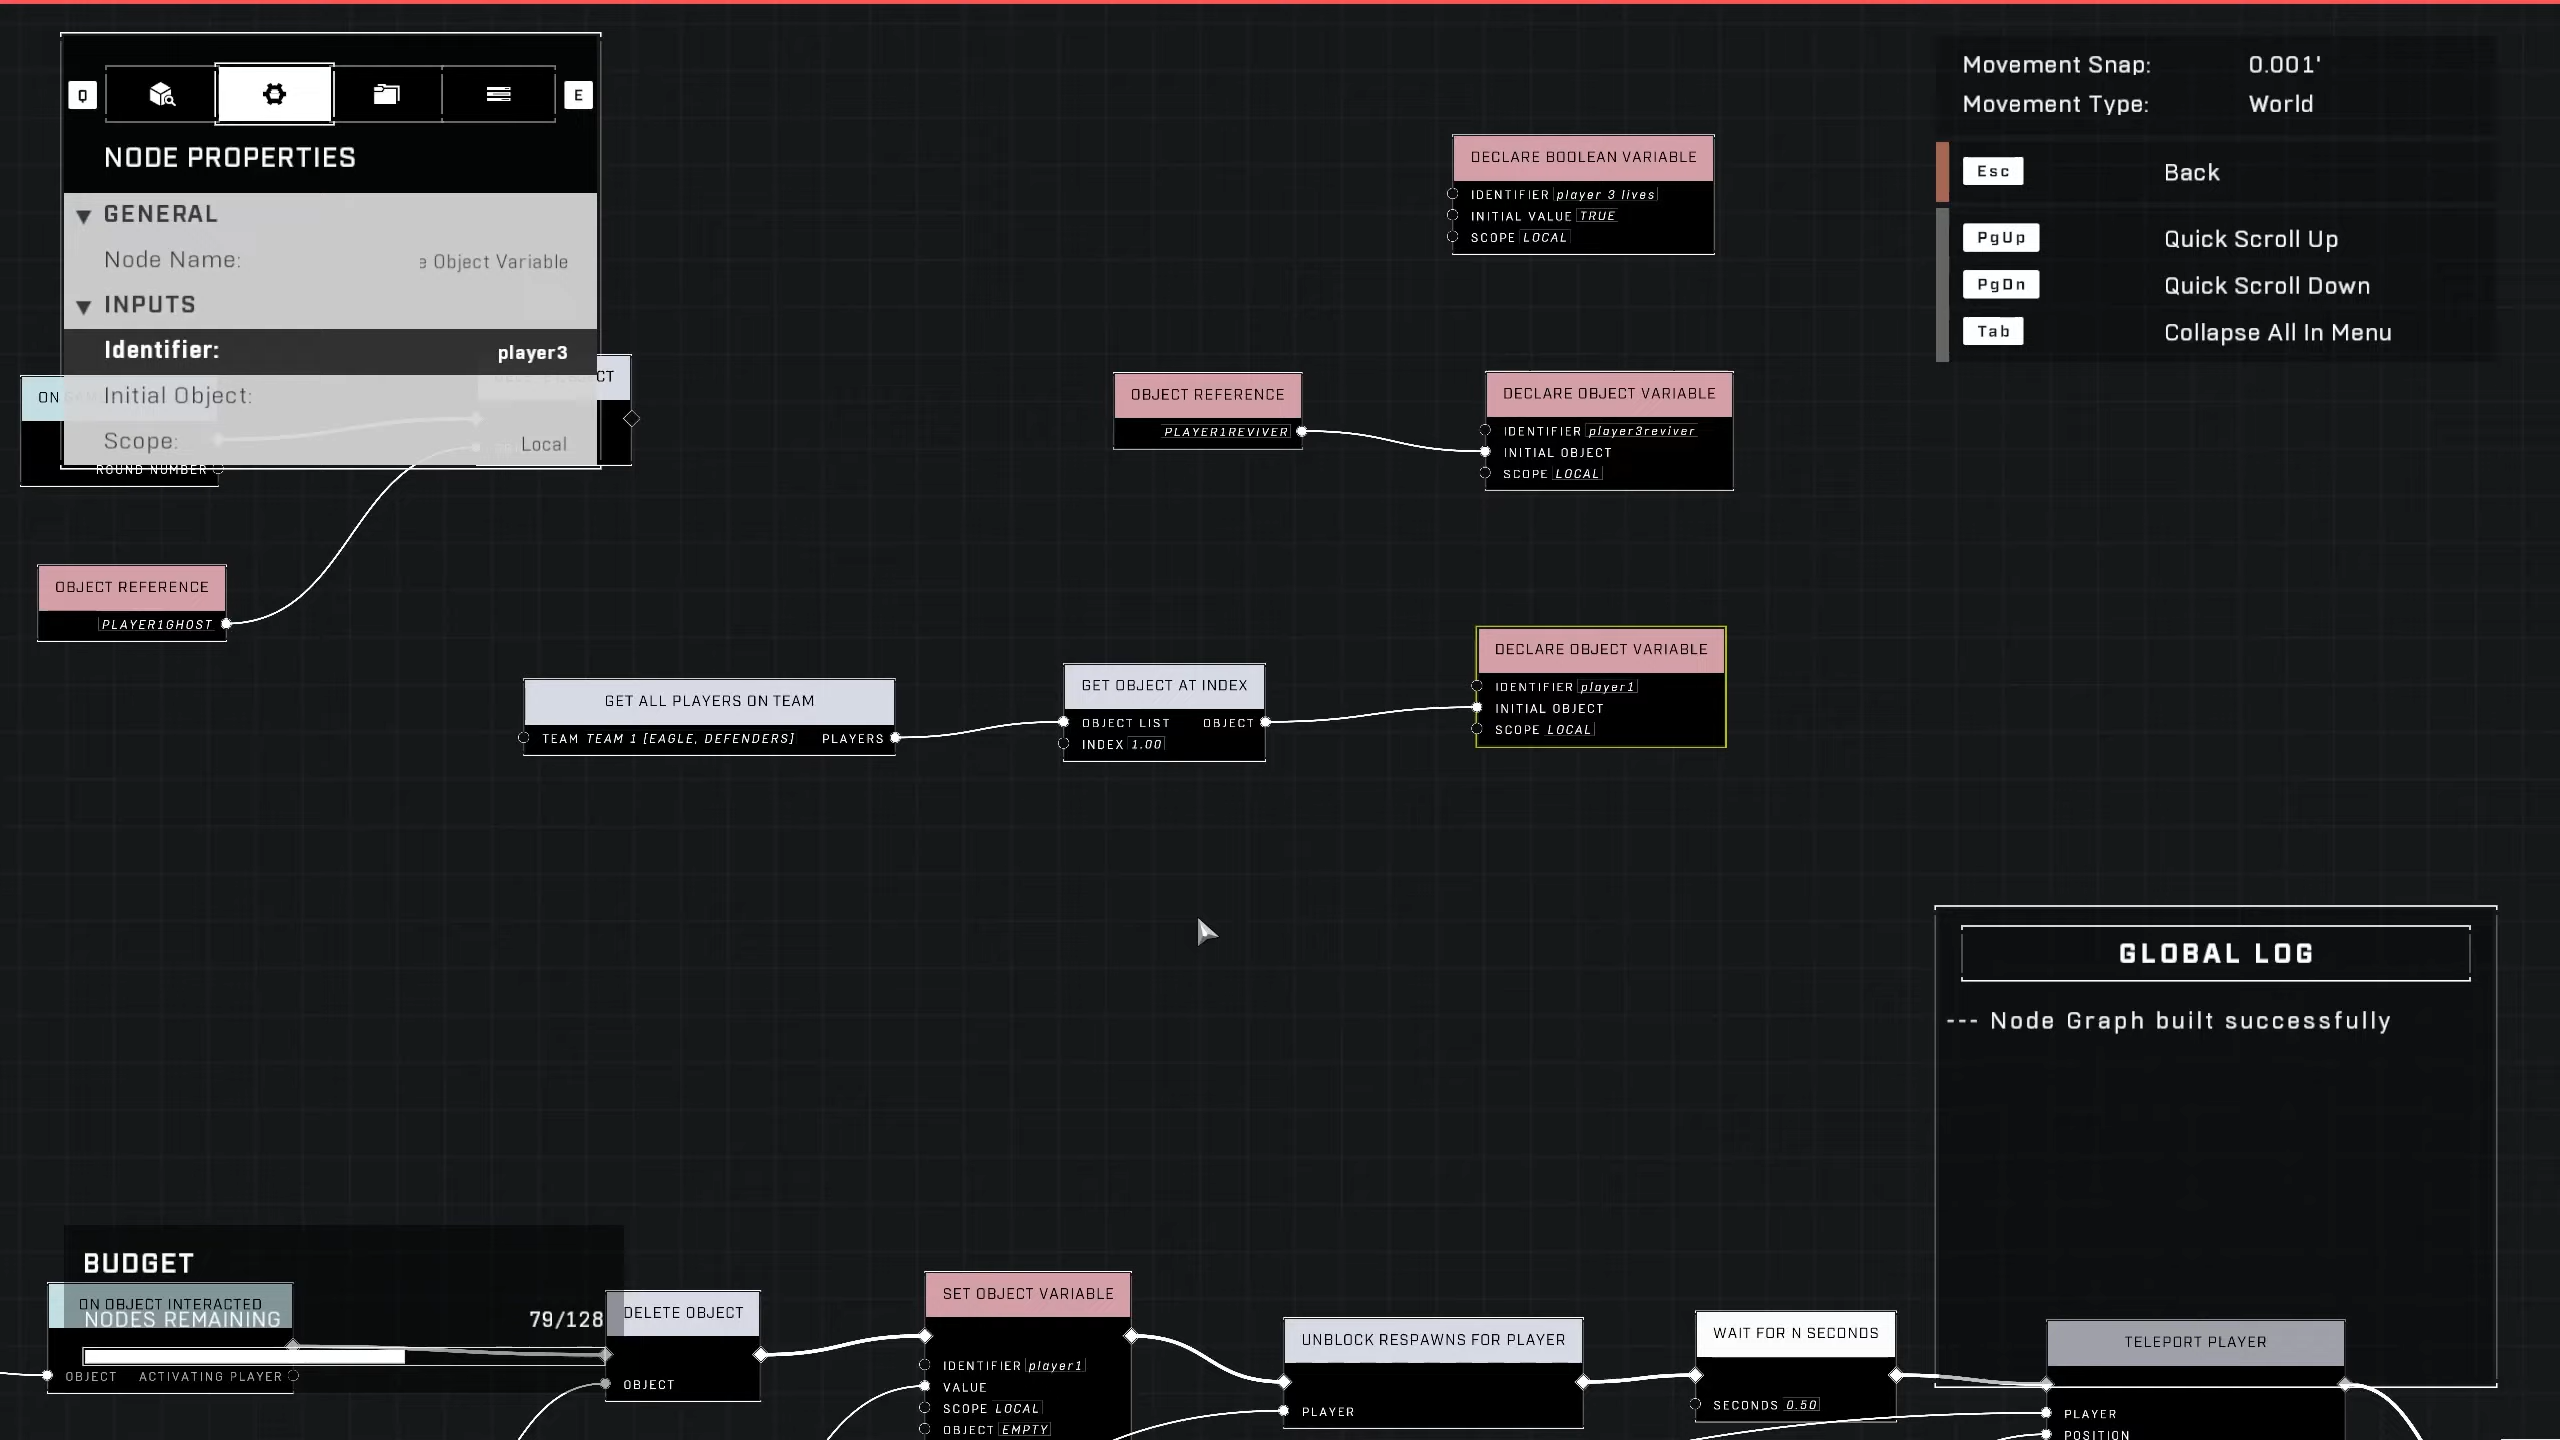 Q
E
NODE PROPERTIES
GENERAL
Node Name: e Object Variable
INPUTS
Identifier: player3
Initial Object:
Scope: Local
ON
CT
ROUND NUMBER
OBJECT REFERENCE
PLAYER1GHOST
Movement Snap: 0.001'
Movement Type: World
Esc Back
PgUp Quick Scroll Up
PgDn Quick Scroll Down
Tab Collapse All In Menu
DECLARE BOOLEAN VARIABLE
IDENTIFIER player 3 lives
INITIAL VALUE TRUE
SCOPE LOCAL
OBJECT REFERENCE
PLAYER1REVIVER
DECLARE OBJECT VARIABLE
IDENTIFIER player3reviver
INITIAL OBJECT
SCOPE LOCAL
GET ALL PLAYERS ON TEAM
TEAM TEAM 1 [EAGLE, DEFENDERS] PLAYERS
GET OBJECT AT INDEX
OBJECT LIST OBJECT
INDEX 1.00
DECLARE OBJECT VARIABLE
IDENTIFIER player1
INITIAL OBJECT
SCOPE LOCAL
GLOBAL LOG
--- Node Graph built successfully
BUDGET
NODES REMAINING 79/128
ON OBJECT INTERACTED
OBJECT ACTIVATING PLAYER
DELETE OBJECT
OBJECT
SET OBJECT VARIABLE
IDENTIFIER player1
VALUE
SCOPE LOCAL
OBJECT EMPTY
UNBLOCK RESPAWNS FOR PLAYER
PLAYER
WAIT FOR N SECONDS
SECONDS 0.50
TELEPORT PLAYER
PLAYER
POSITION